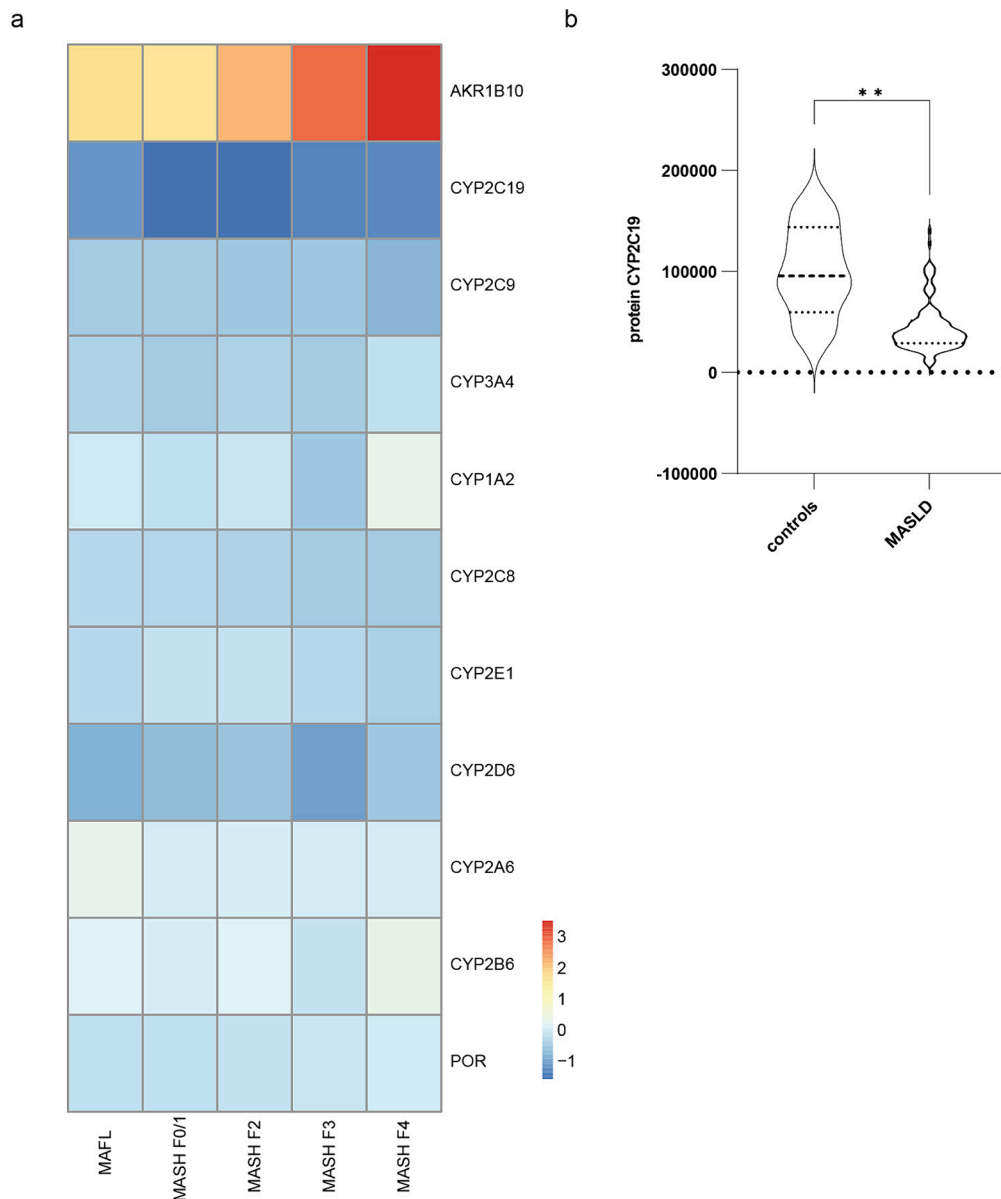 a
AKR1B10
CYP2C19
CYP2C9
CYP3A4
CYP1A2
CYP2C8
CYP2E1
CYP2D6
CYP2A6
CYP2B6
POR
MAFL
MASH F0/1
MASH F2
MASH F3
MASH F4
3
2
1
0
−1
b
protein CYP2C19
300000
200000
100000
0
-100000
**
controls
MASLD